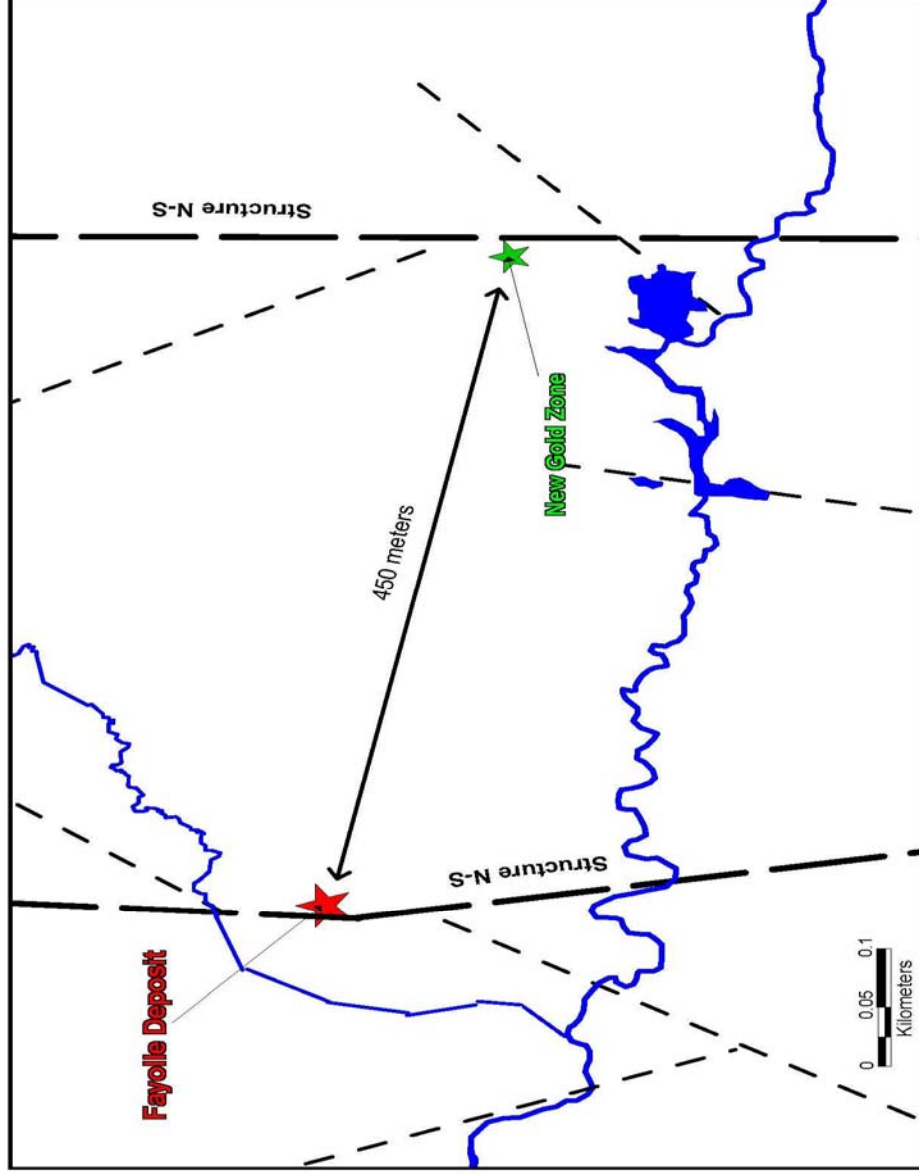 Structure N-S
450 meters
New Gold Zone
Structure N-S
Fayolle Deposit
0 0.05 0.1
Kilometers